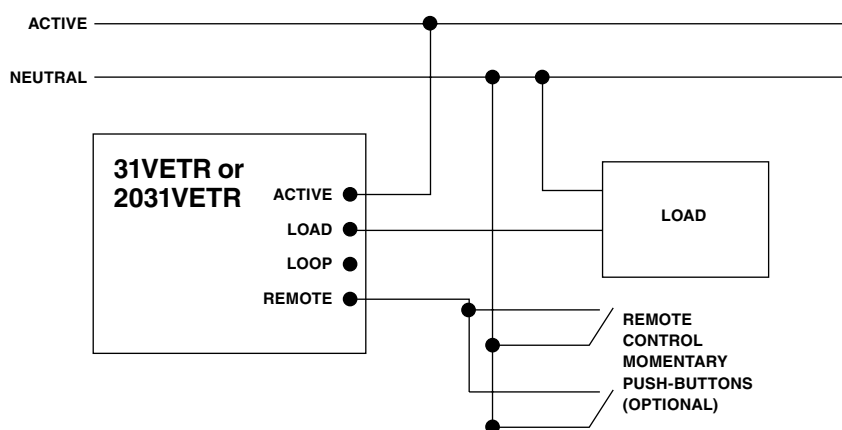 ACTIVE
NEUTRAL
31VETR or
2031VETR
ACTIVE
LOAD
LOOP
REMOTE
LOAD
REMOTE
CONTROL
MOMENTARY
PUSH-BUTTONS
(OPTIONAL)